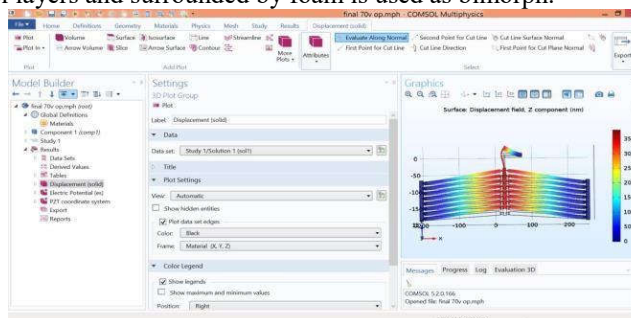 layers and surrounded by foam is used as bimorph.
final 70v op.mph - COMSOL Multiphysics
File Home Definitions Geometry Materials Physics Mesh Study Results Displacement (solid)
Plot Volume Surface Isosurface Line Streamline Evaluate Along Normal Second Point for Cut Line Cut Line Surface Normal
Plot In Arrow Volume Slice Arrow Surface Contour More Plots Attributes First Point for Cut Line Cut Line Direction First Point for Cut Plane Normal Export
Plot Add Plot Select
Model Builder
final 70v op.mph (root)
Global Definitions
Materials
Component 1 (comp1)
Study 1
Results
Data Sets
Derived Values
Tables
Displacement (solid)
Electric Potential (es)
PZT coordinate system
Export
Reports
Settings
3D Plot Group
Plot
Label: Displacement (solid)
Data
Data set: Study 1/Solution 1 (sol1)
Title
Plot Settings
View: Automatic
Show hidden entities
Plot data set edges
Color: Black
Frame: Material (X, Y, Z)
Color Legend
Show legends
Show maximum and minimum values
Position: Right
Graphics
Surface: Displacement field, Z component (nm)
0
-5
-10
-15
-100 0 100 200
x
25
20
15
10
5
0
Messages Progress Log Evaluation 3D
COMSOL 5.2.0.166
Opened file: final 70v op.mph